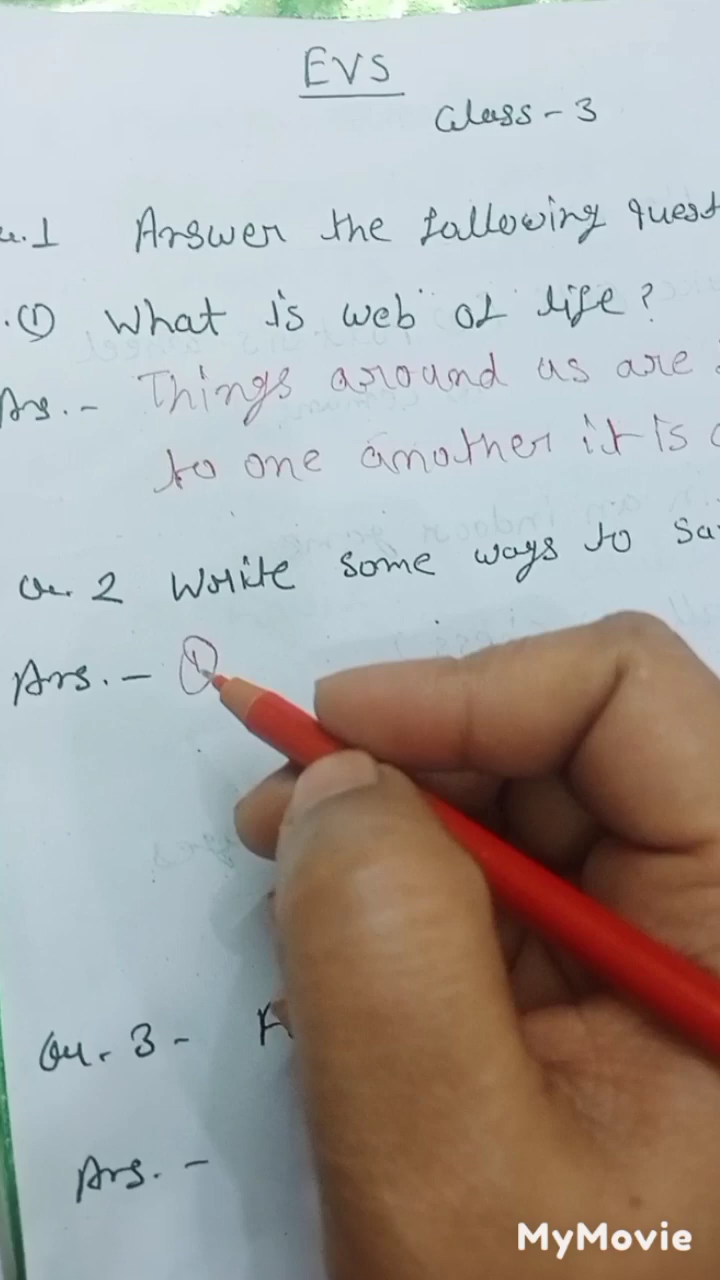 EVS
Class - 3
u.1 Answer the following quest
.① What is web of life?
Ans. - Things around us are
to one another it is
Qu. 2 Write some ways to Sa
Ans. - ①
Qu. 3 -
Ans. -
MyMovie